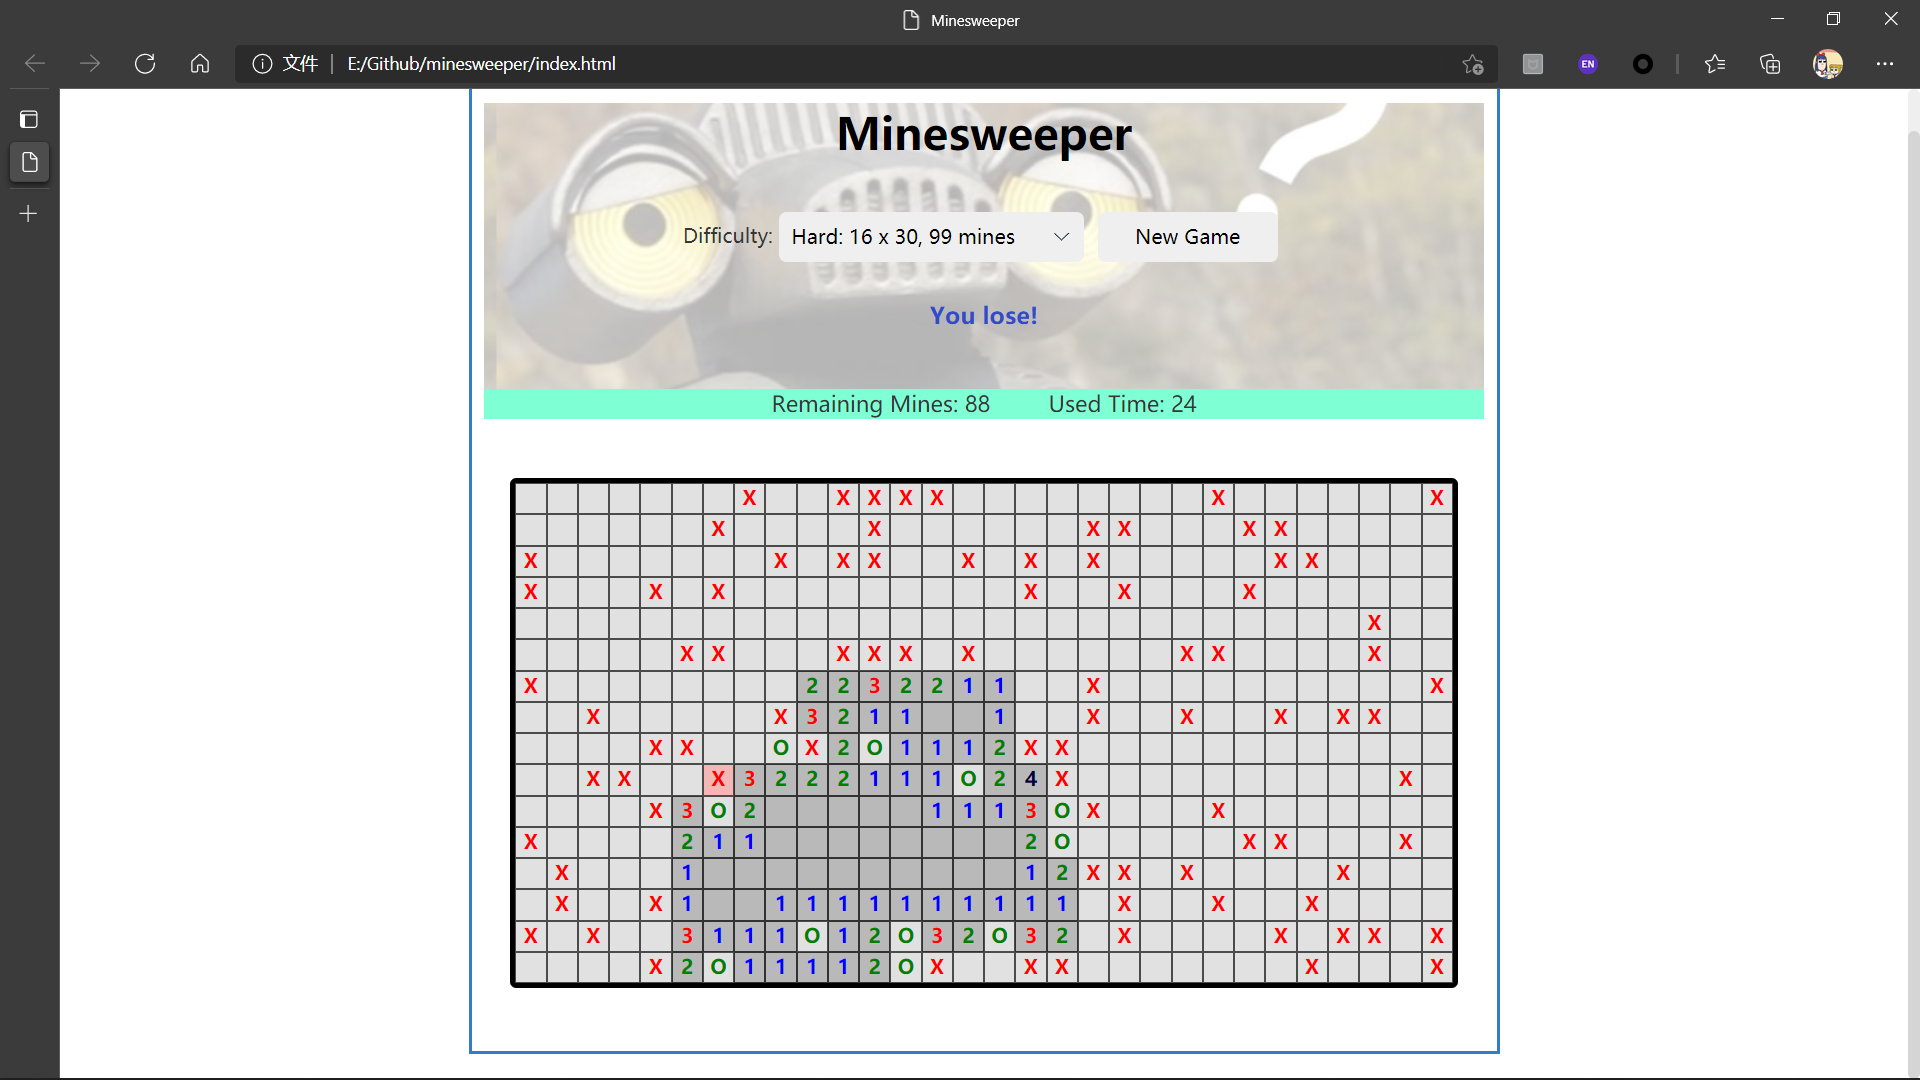 Minesweeper
文件 | E:/Github/minesweeper/index.html
EN
Minesweeper
?
Difficulty: Hard: 16 x 30, 99 mines New Game
You lose!
Remaining Mines: 88 Used Time: 24
X X X X X X X
X X X X X X
X X X X X X X X X
X X X X X X
X
X X X X X X X X X
X 2 2 3 2 2 1 1 X X
X X 3 2 1 1 1 X X X X X
X X O X 2 O 1 1 1 2 X X
X X X 3 2 2 2 1 1 1 O 2 4 X X
X 3 O 2 1 1 1 3 O X X
X 2 1 1 2 O X X X
X 1 1 2 X X X X
X X 1 1 1 1 1 1 1 1 1 1 1 X X X
X X 3 1 1 1 O 1 2 O 3 2 O 3 2 X X X X X
X 2 O 1 1 1 1 2 O X X X X X